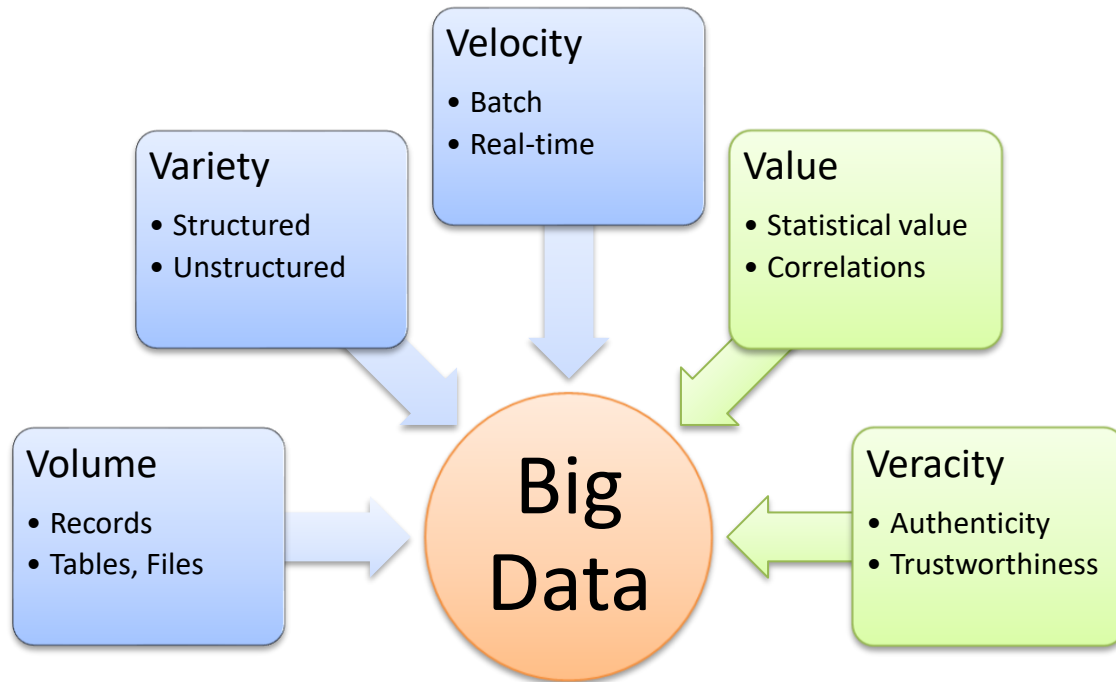 Velocity
• Batch
• Real-time
Variety
• Structured
• Unstructured
Value
• Statistical value
• Correlations
Volume
• Records
• Tables, Files
Big
Data
Veracity
• Authenticity
• Trustworthiness